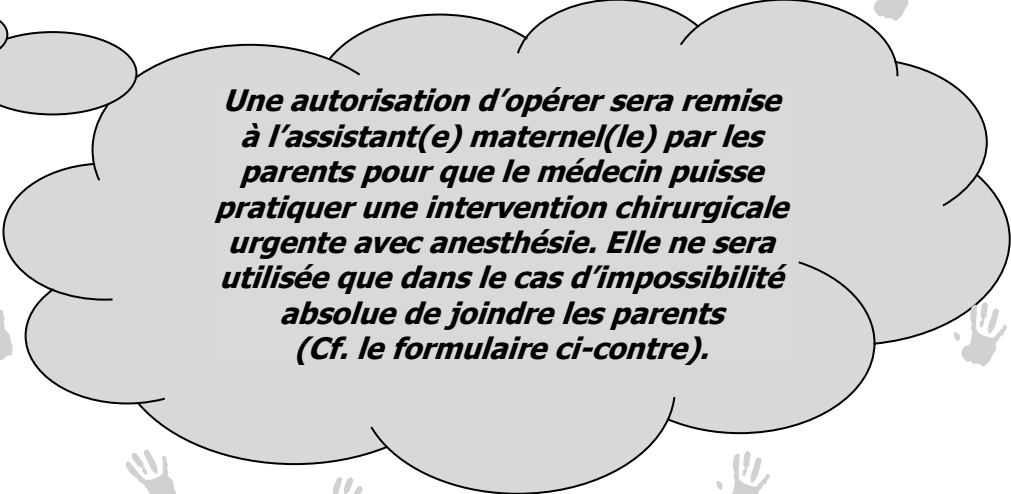 Une autorisation d’opérer sera remise
à l’assistant(e) maternel(le) par les
parents pour que le médecin puisse
pratiquer une intervention chirurgicale
urgente avec anesthésie. Elle ne sera
utilisée que dans le cas d’impossibilité
absolue de joindre les parents
(Cf. le formulaire ci-contre).